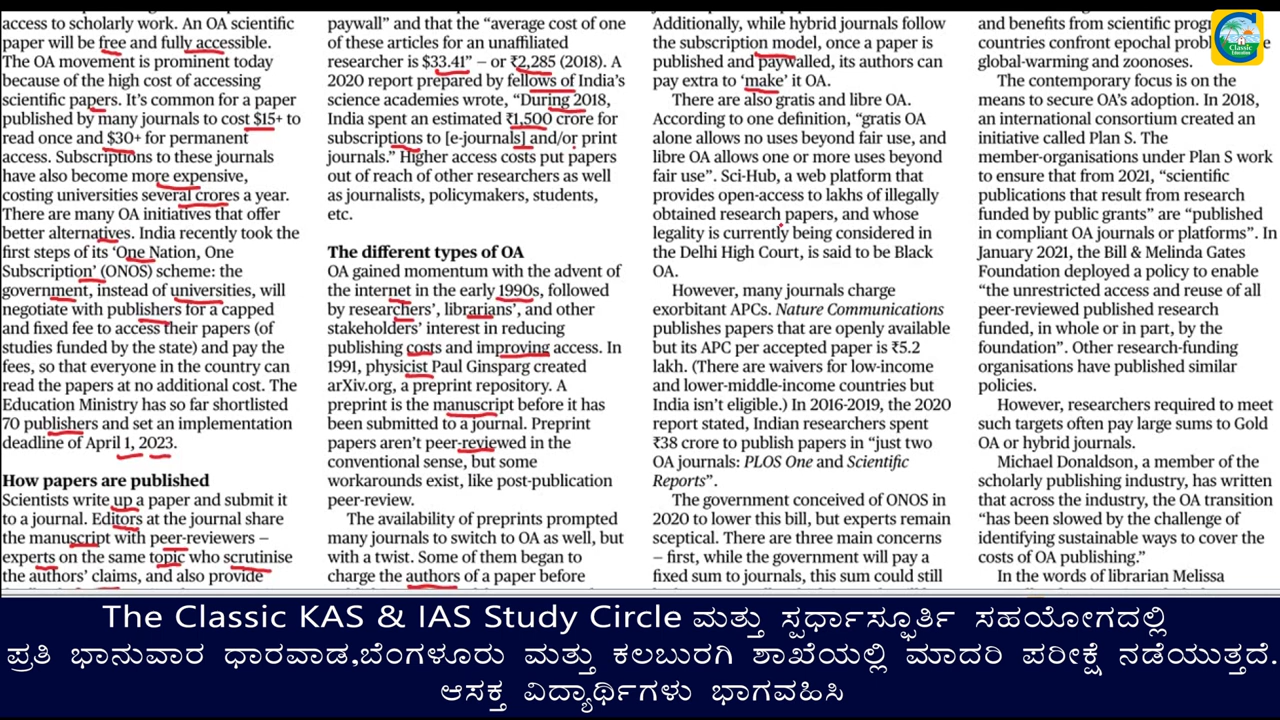 access to scholarly work. An OA scientific
paper will be free and fully accessible.
The OA movement is prominent today
because of the high cost of accessing
scientific papers. It's common for a paper
published by many journals to cost $15+ to
read once and $30+ for permanent
access. Subscriptions to these journals
have also become more expensive,
costing universities several crores a year.
There are many OA initiatives that offer
better alternatives. India recently took the
first steps of its 'One Nation, One
Subscription' (ONOS) scheme: the
government, instead of universities, will
negotiate with publishers for a capped
and fixed fee to access their papers (of
studies funded by the state) and pay the
fees, so that everyone in the country can
read the papers at no additional cost. The
Education Ministry has so far shortlisted
70 publishers and set an implementation
deadline of April 1, 2023.
How papers are published
Scientists write up a paper and submit it
to a journal. Editors at the journal share
the manuscript with peer-reviewers –
experts on the same topic who scrutinise
the authors' claims, and also provide
paywall" and that the "average cost of one
of these articles for an unaffiliated
researcher is $33.41" – or ₹2,285 (2018). A
2020 report prepared by fellows of India's
science academies wrote, "During 2018,
India spent an estimated ₹1,500 crore for
subscriptions to [e-journals] and/or print
journals." Higher access costs put papers
out of reach of other researchers as well
as journalists, policymakers, students,
etc.
The different types of OA
OA gained momentum with the advent of
the internet in the early 1990s, followed
by researchers', librarians', and other
stakeholders' interest in reducing
publishing costs and improving access. In
1991, physicist Paul Ginsparg created
arXiv.org, a preprint repository. A
preprint is the manuscript before it has
been submitted to a journal. Preprint
papers aren't peer-reviewed in the
conventional sense, but some
workarounds exist, like post-publication
peer-review.
The availability of preprints prompted
many journals to switch to OA as well, but
with a twist. Some of them began to
charge the authors of a paper before
Additionally, while hybrid journals follow
the subscription model, once a paper is
published and paywalled, its authors can
pay extra to 'make' it OA.
There are also gratis and libre OA.
According to one definition, "gratis OA
alone allows no uses beyond fair use, and
libre OA allows one or more uses beyond
fair use". Sci-Hub, a web platform that
provides open-access to lakhs of illegally
obtained research papers, and whose
legality is currently being considered in
the Delhi High Court, is said to be Black
OA.
However, many journals charge
exorbitant APCs. Nature Communications
publishes papers that are openly available
but its APC per accepted paper is ₹5.2
lakh. (There are waivers for low-income
and lower-middle-income countries but
India isn't eligible.) In 2016-2019, the 2020
report stated, Indian researchers spent
₹38 crore to publish papers in "just two
OA journals: PLOS One and Scientific
Reports".
The government conceived of ONOS in
2020 to lower this bill, but experts remain
sceptical. There are three main concerns
– first, while the government will pay a
fixed sum to journals, this sum could still
and benefits from scientific prog
countries confront epochal prob
global-warming and zoonoses.
The contemporary focus is on the
means to secure OA's adoption. In 2018,
an international consortium created an
initiative called Plan S. The
member-organisations under Plan S work
to ensure that from 2021, "scientific
publications that result from research
funded by public grants" are "published
in compliant OA journals or platforms". In
January 2021, the Bill & Melinda Gates
Foundation deployed a policy to enable
"the unrestricted access and reuse of all
peer-reviewed published research
funded, in whole or in part, by the
foundation". Other research-funding
organisations have published similar
policies.
However, researchers required to meet
such targets often pay large sums to Gold
OA or hybrid journals.
Michael Donaldson, a member of the
scholarly publishing industry, has written
that across the industry, the OA transition
"has been slowed by the challenge of
identifying sustainable ways to cover the
costs of OA publishing."
In the words of librarian Melissa
Classic
Education
The Classic KAS & IAS Study Circle ಮತ್ತು ಸ್ಪರ್ಧಾಸ್ಫೂರ್ತಿ ಸಹಯೋಗದಲ್ಲಿ
ಪ್ರತಿ ಭಾನುವಾರ ಧಾರವಾಡ,ಬೆಂಗಳೂರು ಮತ್ತು ಕಲಬುರಗಿ ಶಾಖೆಯಲ್ಲಿ ಮಾದರಿ ಪರೀಕ್ಷೆ ನಡೆಯುತ್ತದೆ.
ಆಸಕ್ತ ವಿದ್ಯಾರ್ಥಿಗಳು ಭಾಗವಹಿಸಿ